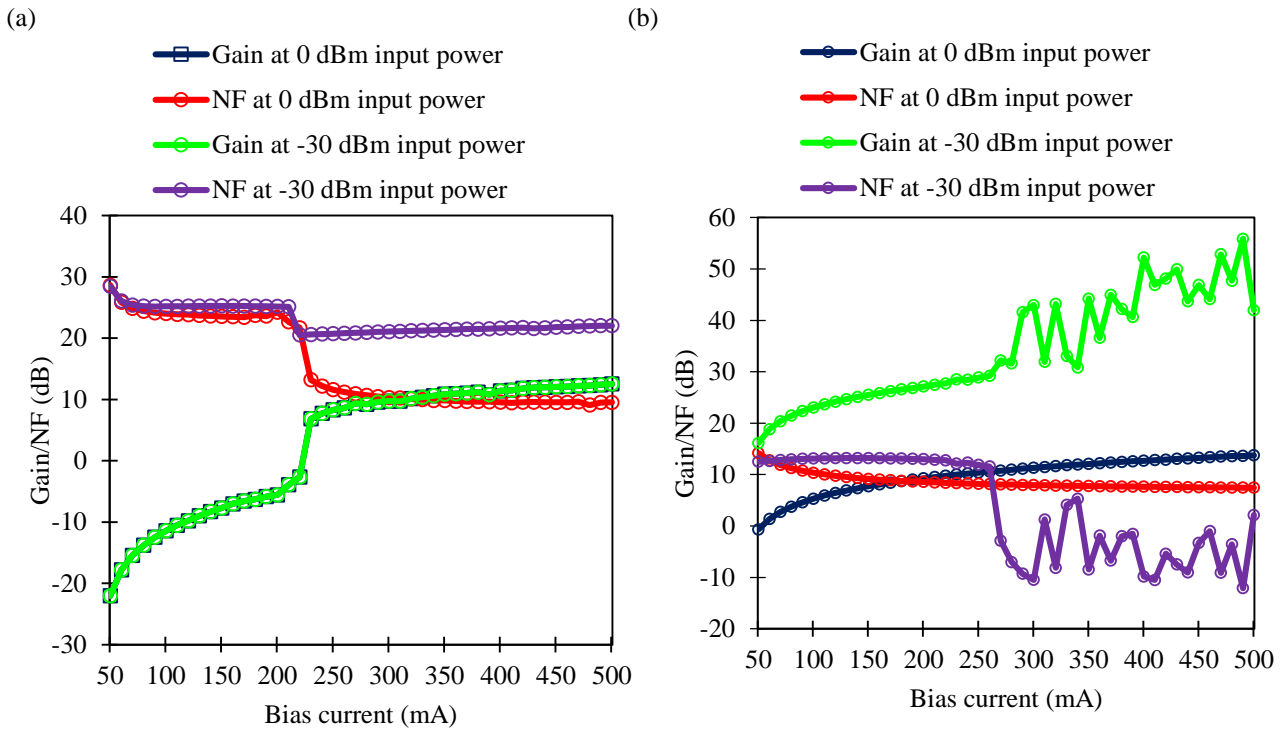 (a)
Gain at 0 dBm input power
NF at 0 dBm input power
Gain at -30 dBm input power
NF at -30 dBm input power
40
30
20
10
0
-10
-20
-30
Gain/NF (dB)
50 100 150 200 250 300 350 400 450 500
Bias current (mA)
(b)
Gain at 0 dBm input power
NF at 0 dBm input power
Gain at -30 dBm input power
NF at -30 dBm input power
60
50
40
30
20
10
0
-10
-20
Gain/NF (dB)
50 100 150 200 250 300 350 400 450 500
Bias current (mA)